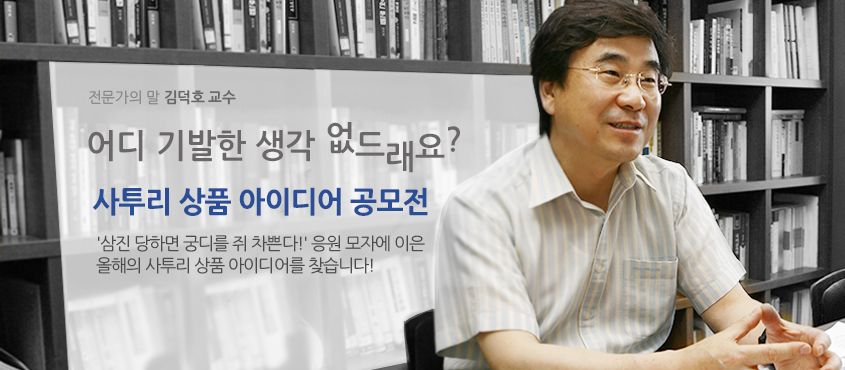 전문가의 말 김덕호 교수
어디 기발한 생각 없드래요?
사투리 상품 아이디어 공모전
'삼진 당하면 궁디를 쥐 차쁜다!' 응원 모자에 이은
올해의 사투리 상품 아이디어를 찾습니다!